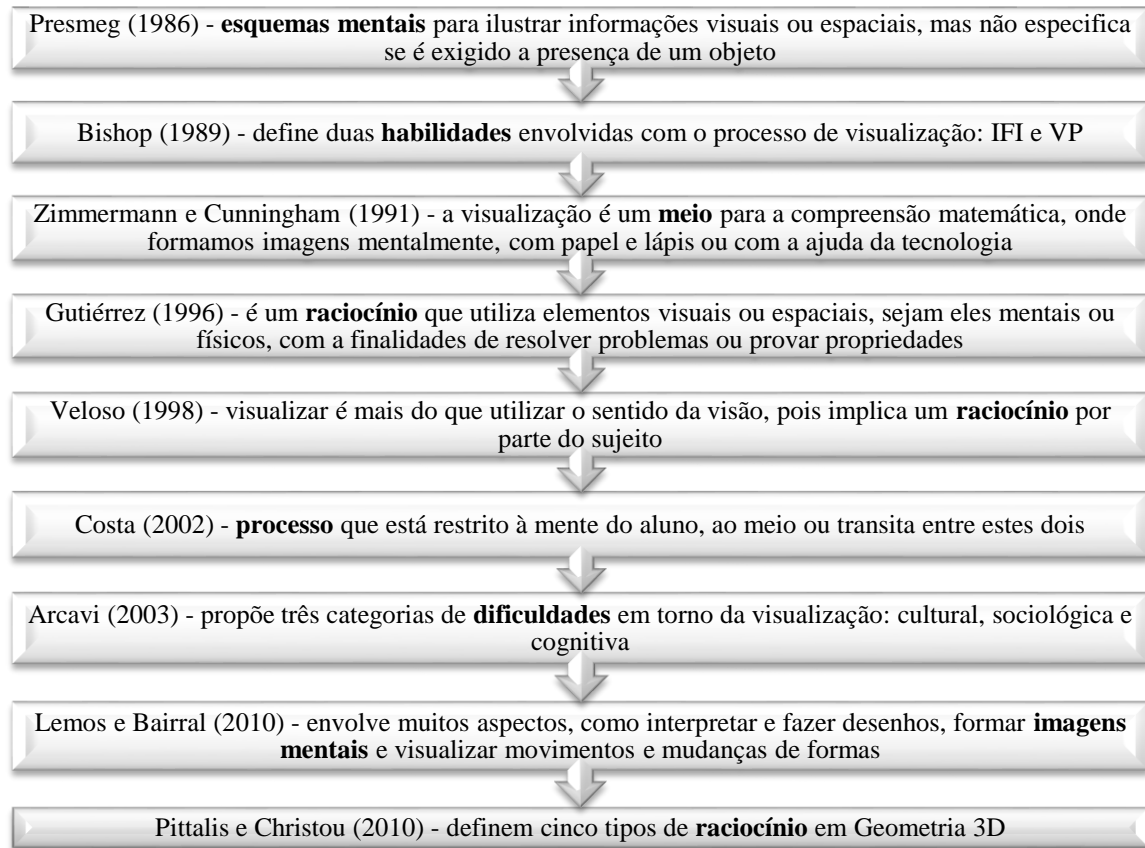 Presmeg (1986) - esquemas mentais para ilustrar informações visuais ou espaciais, mas não especifica
se é exigido a presença de um objeto
Bishop (1989) - define duas habilidades envolvidas com o processo de visualização: IFI e VP
Zimmermann e Cunningham (1991) - a visualização é um meio para a compreensão matemática, onde
formamos imagens mentalmente, com papel e lápis ou com a ajuda da tecnologia
Gutiérrez (1996) - é um raciocínio que utiliza elementos visuais ou espaciais, sejam eles mentais ou
físicos, com a finalidades de resolver problemas ou provar propriedades
Veloso (1998) - visualizar é mais do que utilizar o sentido da visão, pois implica um raciocínio por
parte do sujeito
Costa (2002) - processo que está restrito à mente do aluno, ao meio ou transita entre estes dois
Arcavi (2003) - propõe três categorias de dificuldades em torno da visualização: cultural, sociológica e
cognitiva
Lemos e Bairral (2010) - envolve muitos aspectos, como interpretar e fazer desenhos, formar imagens
mentais e visualizar movimentos e mudanças de formas
Pittalis e Christou (2010) - definem cinco tipos de raciocínio em Geometria 3D